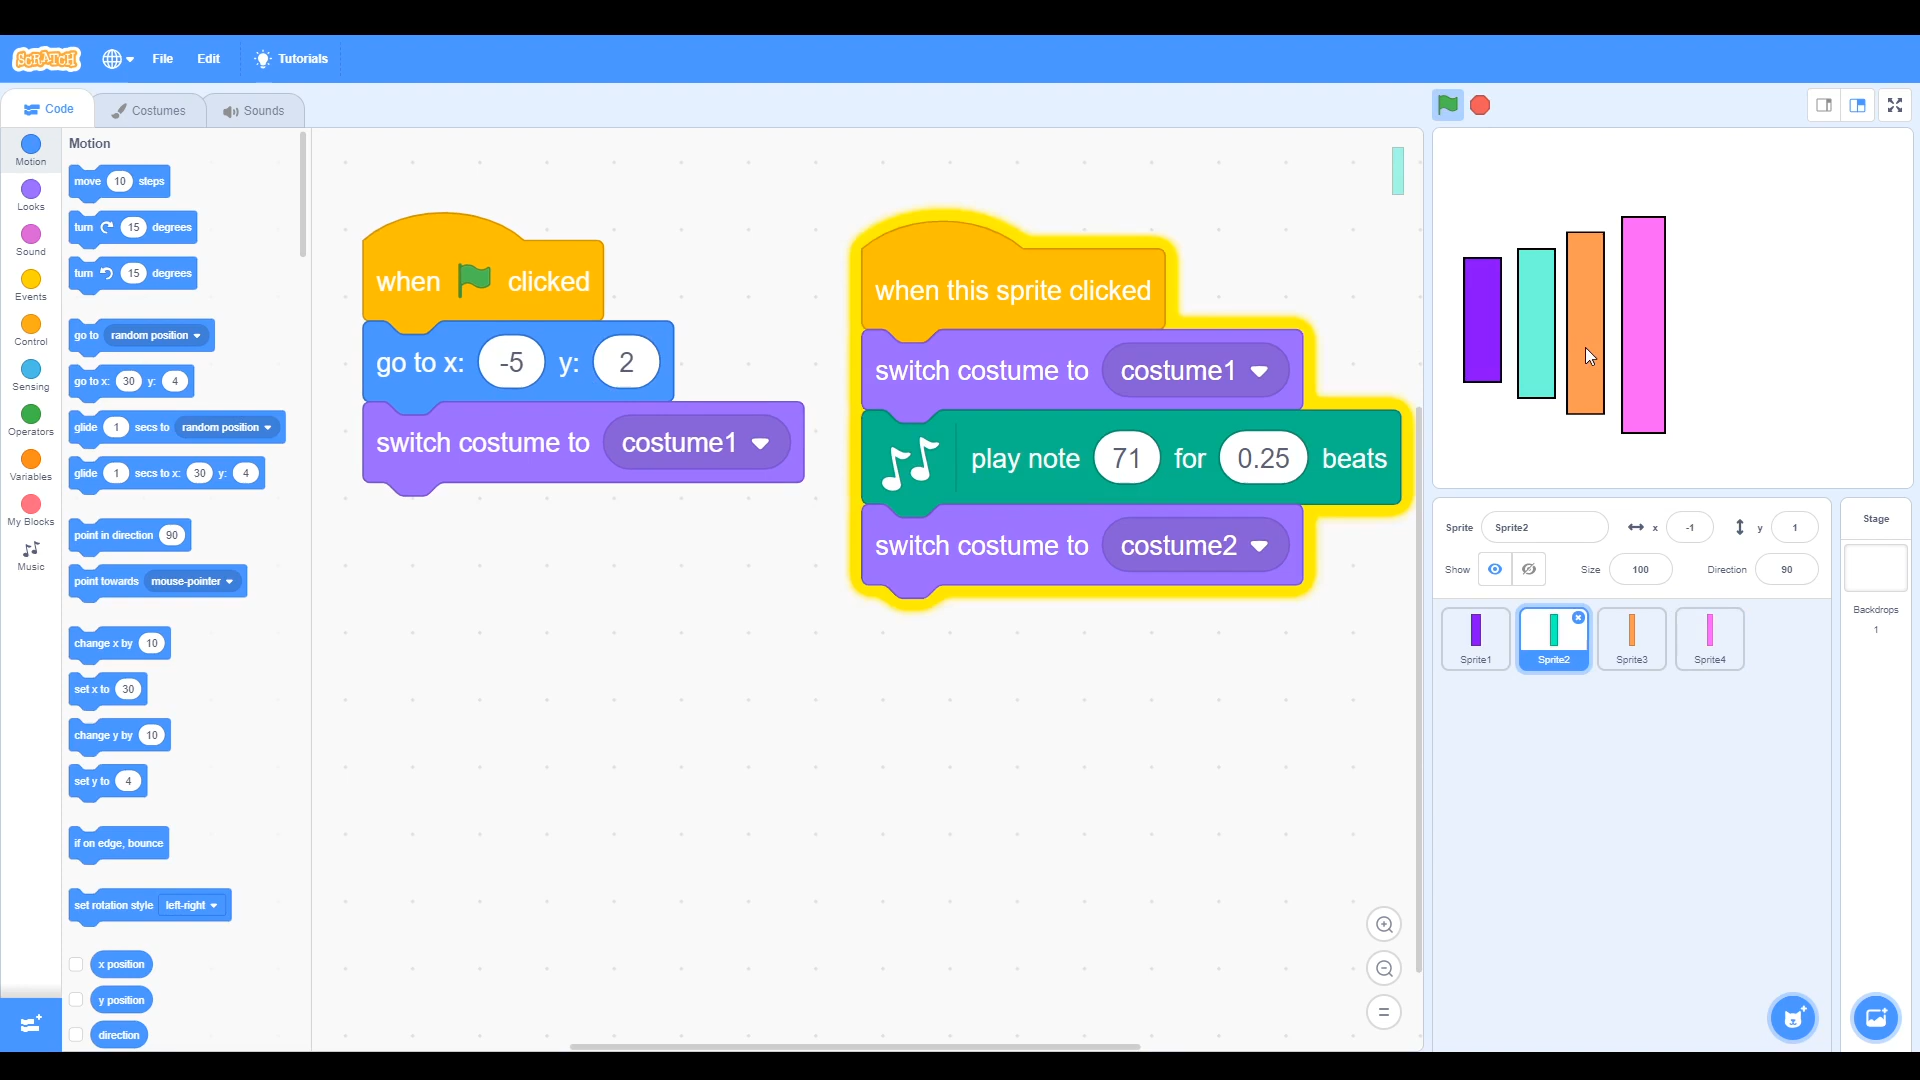 SCRATCH
File
Edit
Tutorials
Code
Costumes
Sounds
Motion
Looks
Sound
Events
Control
Sensing
Operators
Variables
My Blocks
Music
Motion
move 10 steps
turn 15 degrees
turn 15 degrees
go to random position
go to x: 30 y: 4
glide 1 secs to random position
glide 1 secs to x: 30 y: 4
point in direction 90
point towards mouse-pointer
change x by 10
set x to 30
change y by 10
set y to 4
if on edge, bounce
set rotation style left-right
x position
y position
direction
when clicked
go to x: -5 y: 2
switch costume to costume1
when this sprite clicked
switch costume to costume1
play note 71 for 0.25 beats
switch costume to costume2
Sprite Sprite2 x -1 y 1
Show Size 100 Direction 90
Sprite1
Sprite2
Sprite3
Sprite4
Stage
Backdrops
1